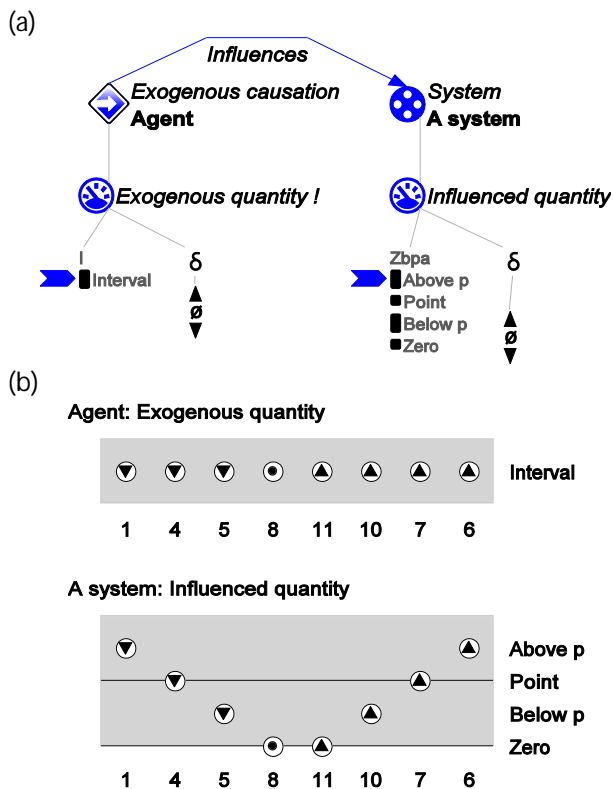 (a)
Influences
Exogenous causation
Agent
System
A system
Exogenous quantity !
Influenced quantity
I
Interval
δ
ø
Zbpa
Above p
Point
Below p
Zero
δ
ø
(b)
Agent: Exogenous quantity
Interval
1 4 5 8 11 10 7 6
A system: Influenced quantity
Above p
Point
Below p
Zero
1 4 5 8 11 10 7 6